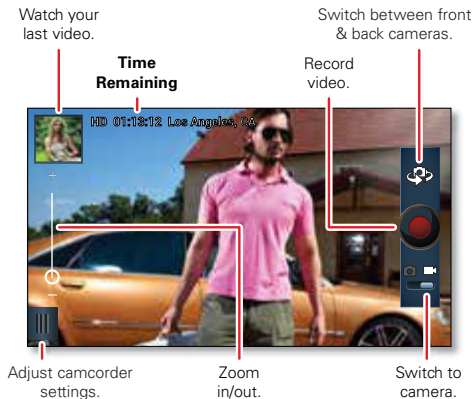 Watch your
last video.
Switch between front
& back cameras.
Time
Remaining
Record
video.
HD 01:13:12 Los Angeles, CA
Adjust camcorder
settings.
Zoom
in/out.
Switch to
camera.